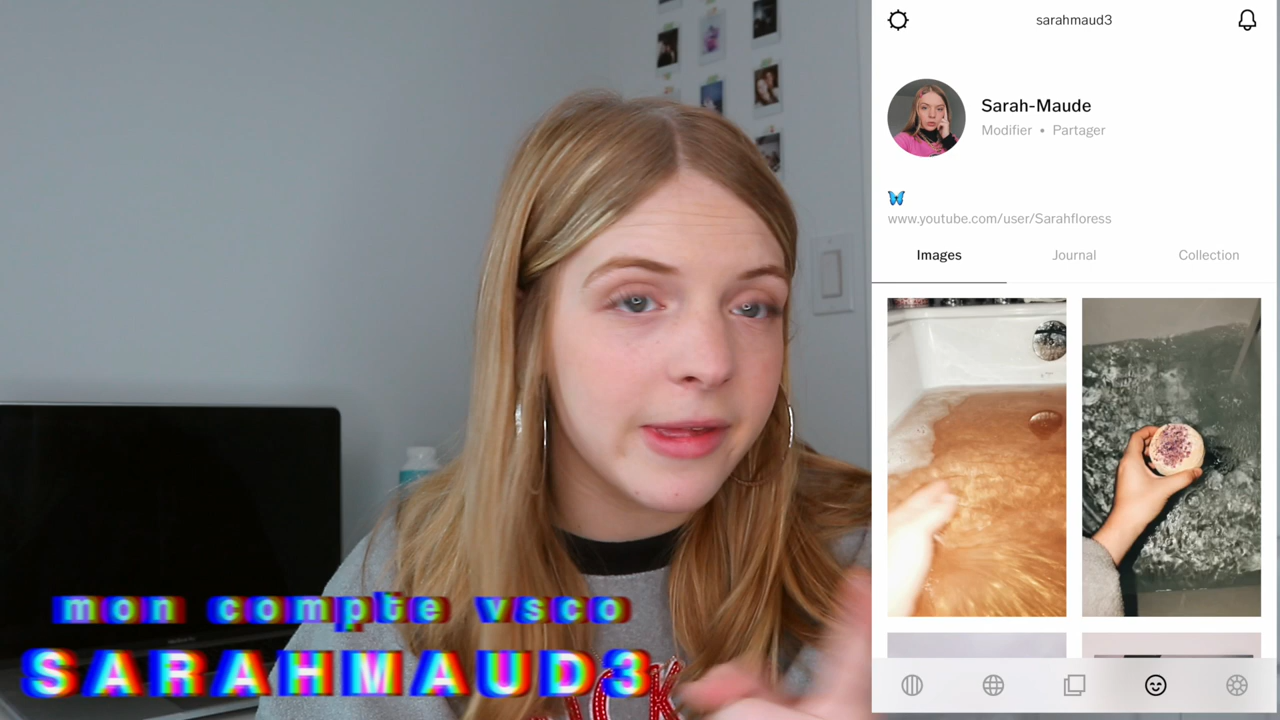 sarahmaud3
Sarah-Maude
Modifier • Partager
🦋
www.youtube.com/user/Sarahfloress
Images
Journal
Collection
mon compte vsco
SARAHMAUD3